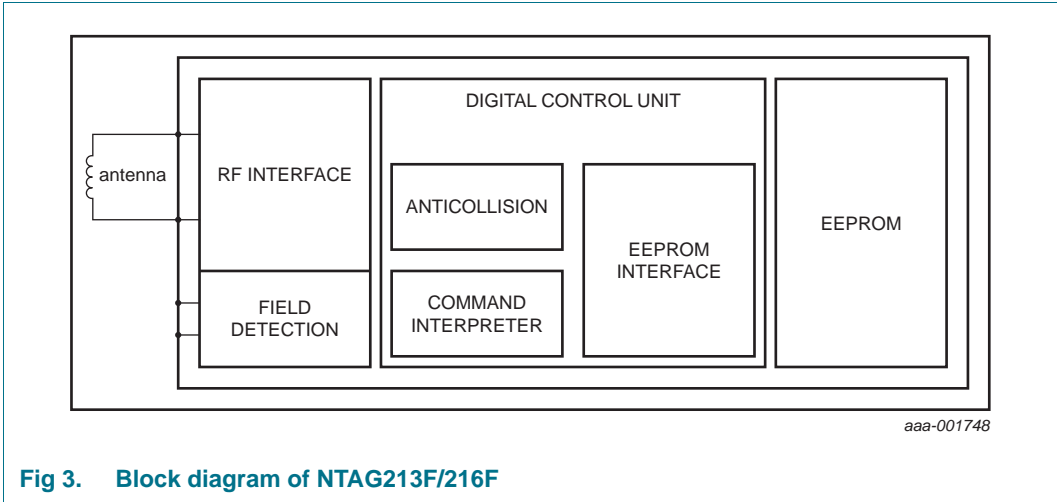 DIGITAL CONTROL UNIT
antenna
RF INTERFACE
ANTICOLLISION
EEPROM
INTERFACE
EEPROM
FIELD
DETECTION
COMMAND
INTERPRETER
aaa-001748
Fig 3. Block diagram of NTAG213F/216F